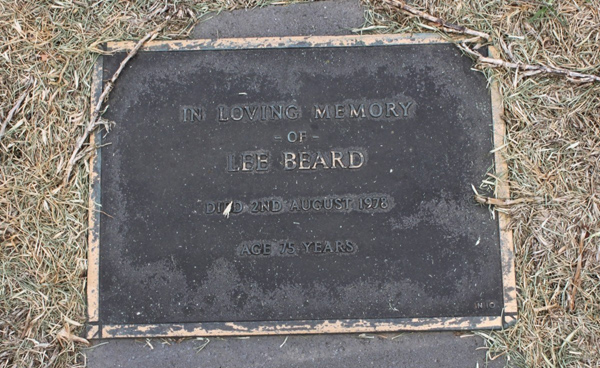 IN LOVING MEMORY
- OF -
LEE BEARD
DIED 2ND AUGUST 1978
AGE 75 YEARS